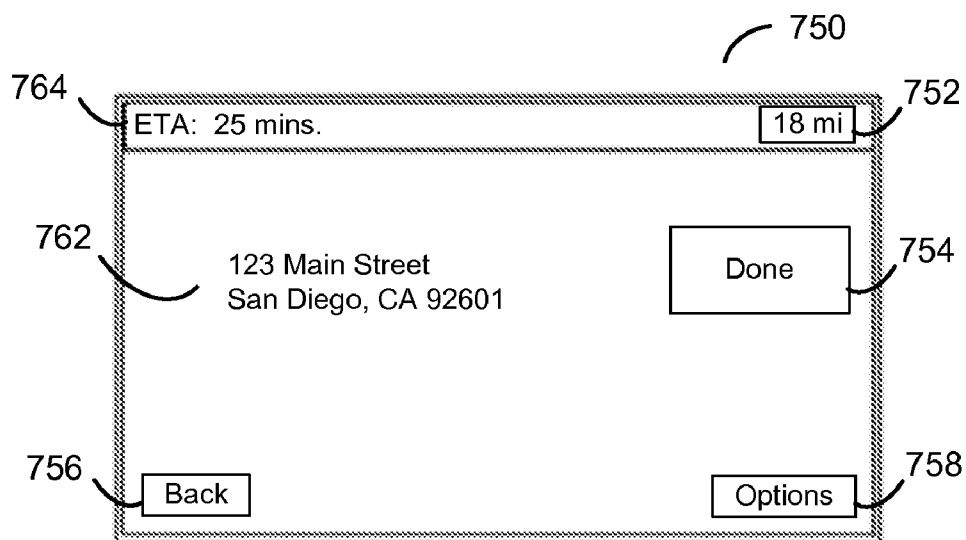 750
764
752
ETA: 25 mins.
18 mi
762
123 Main Street
San Diego, CA 92601
Done
754
756
Back
Options
758